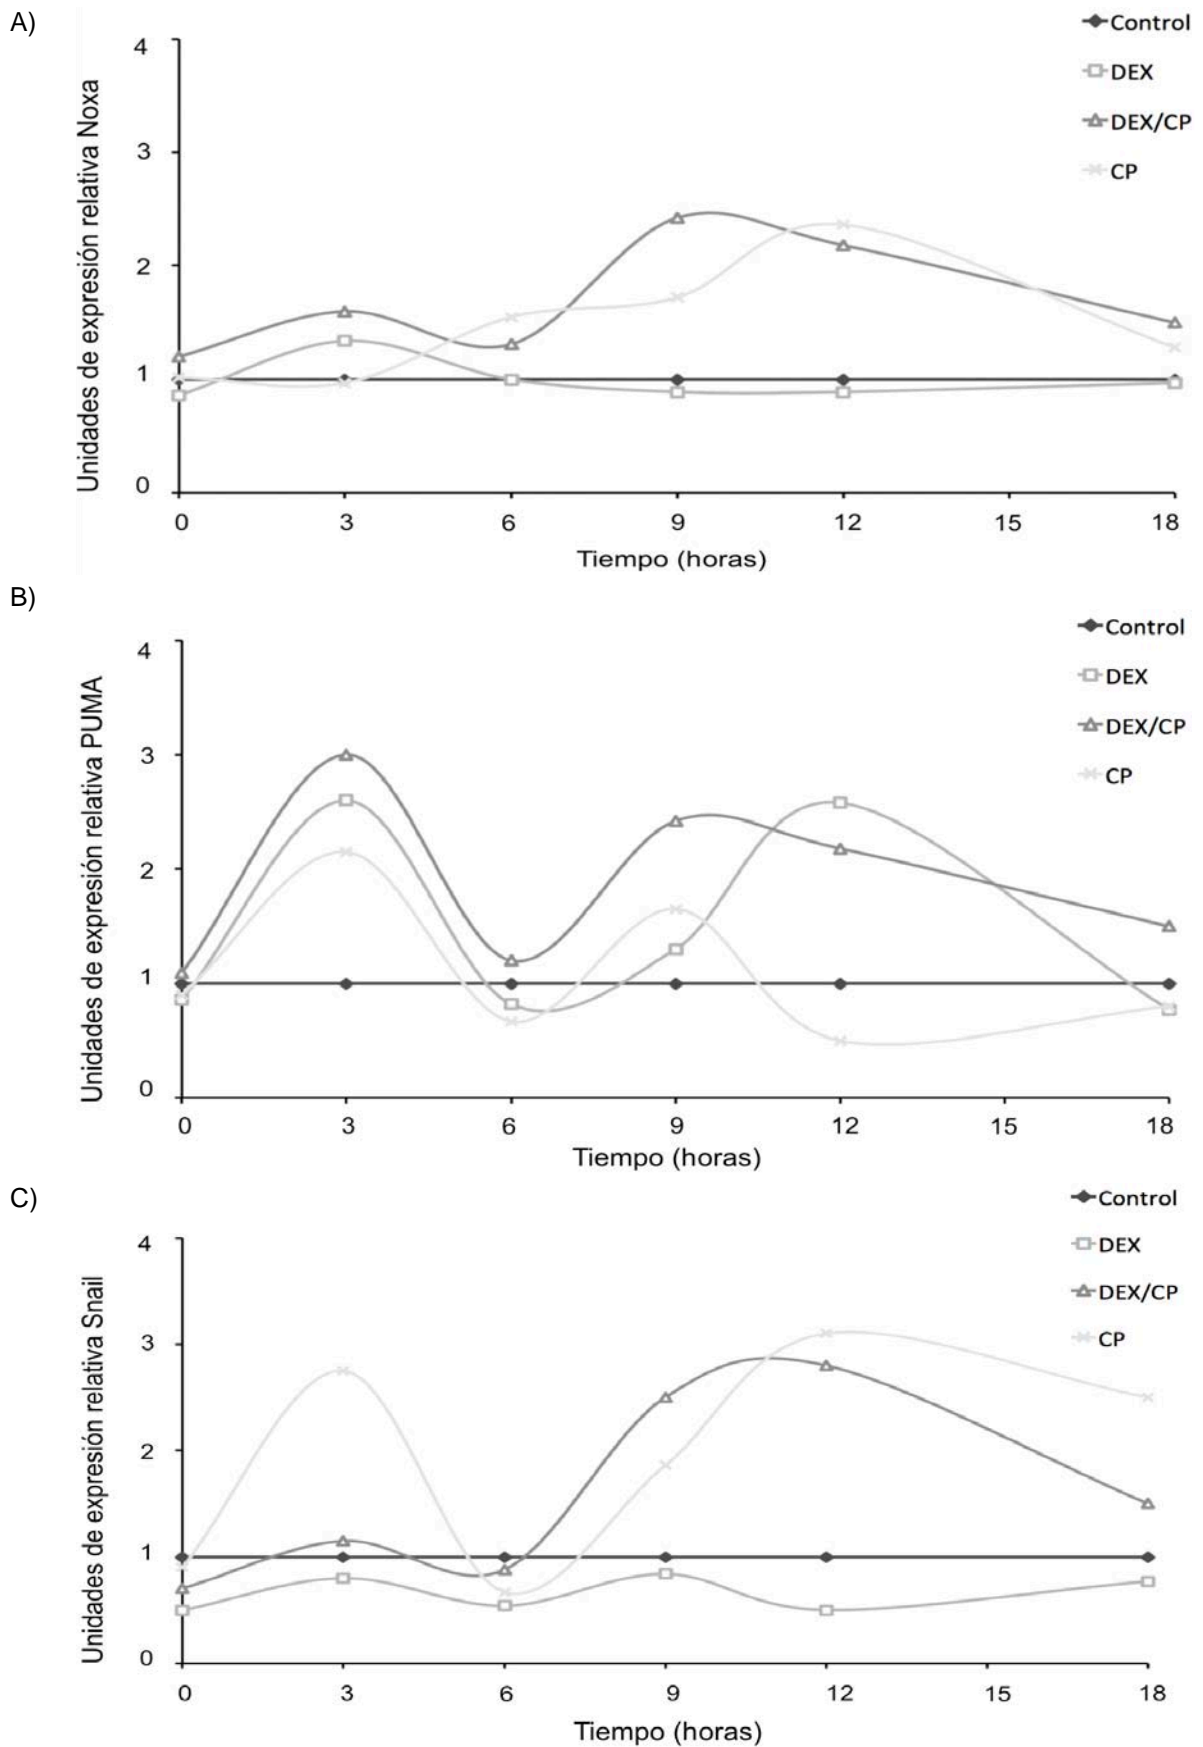 A)
Control
DEX
DEX/CP
CP
Unidades de expresión relativa Noxa
4
3
2
1
0
0 3 6 9 12 15 18
Tiempo (horas)
B)
Control
DEX
DEX/CP
CP
Unidades de expresión relativa PUMA
4
3
2
1
0
0 3 6 9 12 15 18
Tiempo (horas)
C)
Control
DEX
DEX/CP
CP
Unidades de expresión relativa Snail
4
3
2
1
0
0 3 6 9 12 15 18
Tiempo (horas)